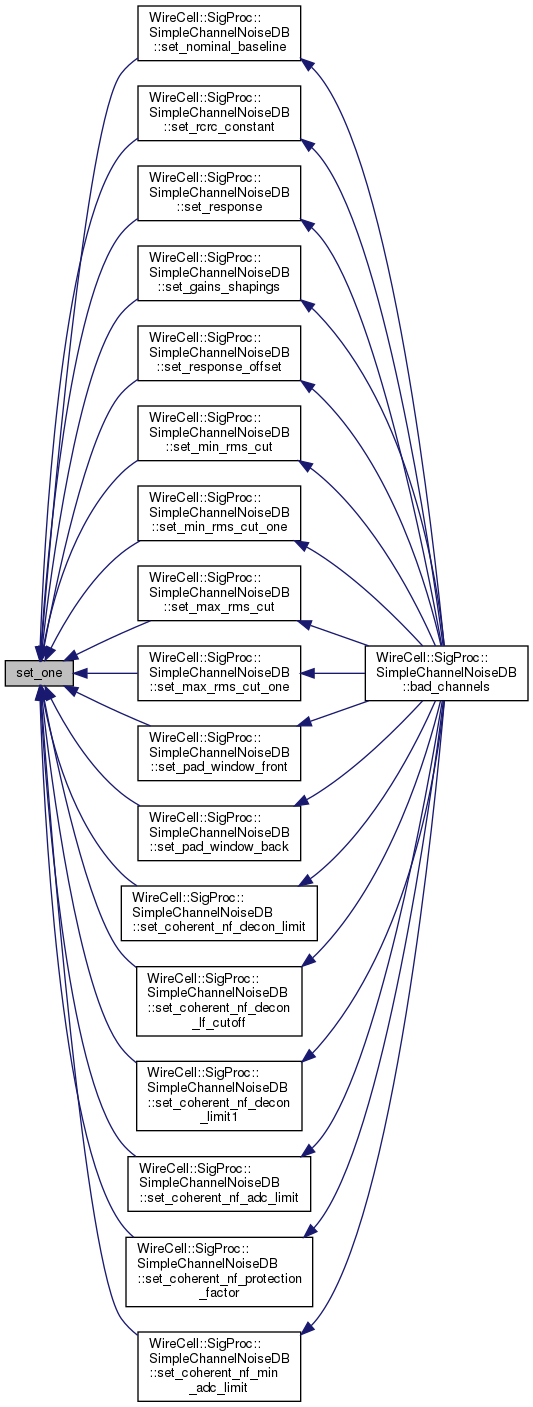 WireCell::SigProc::
SimpleChannelNoiseDB
::set_nominal_baseline
WireCell::SigProc::
SimpleChannelNoiseDB
::set_rcrc_constant
WireCell::SigProc::
SimpleChannelNoiseDB
::set_response
WireCell::SigProc::
SimpleChannelNoiseDB
::set_gains_shapings
WireCell::SigProc::
SimpleChannelNoiseDB
::set_response_offset
WireCell::SigProc::
SimpleChannelNoiseDB
::set_min_rms_cut
WireCell::SigProc::
SimpleChannelNoiseDB
::set_min_rms_cut_one
WireCell::SigProc::
SimpleChannelNoiseDB
::set_max_rms_cut
set_one
WireCell::SigProc::
SimpleChannelNoiseDB
::set_max_rms_cut_one
WireCell::SigProc::
SimpleChannelNoiseDB
::bad_channels
WireCell::SigProc::
SimpleChannelNoiseDB
::set_pad_window_front
WireCell::SigProc::
SimpleChannelNoiseDB
::set_pad_window_back
WireCell::SigProc::
SimpleChannelNoiseDB
::set_coherent_nf_decon_limit
WireCell::SigProc::
SimpleChannelNoiseDB
::set_coherent_nf_decon
_lf_cutoff
WireCell::SigProc::
SimpleChannelNoiseDB
::set_coherent_nf_decon
_limit1
WireCell::SigProc::
SimpleChannelNoiseDB
::set_coherent_nf_adc_limit
WireCell::SigProc::
SimpleChannelNoiseDB
::set_coherent_nf_protection
_factor
WireCell::SigProc::
SimpleChannelNoiseDB
::set_coherent_nf_min
_adc_limit